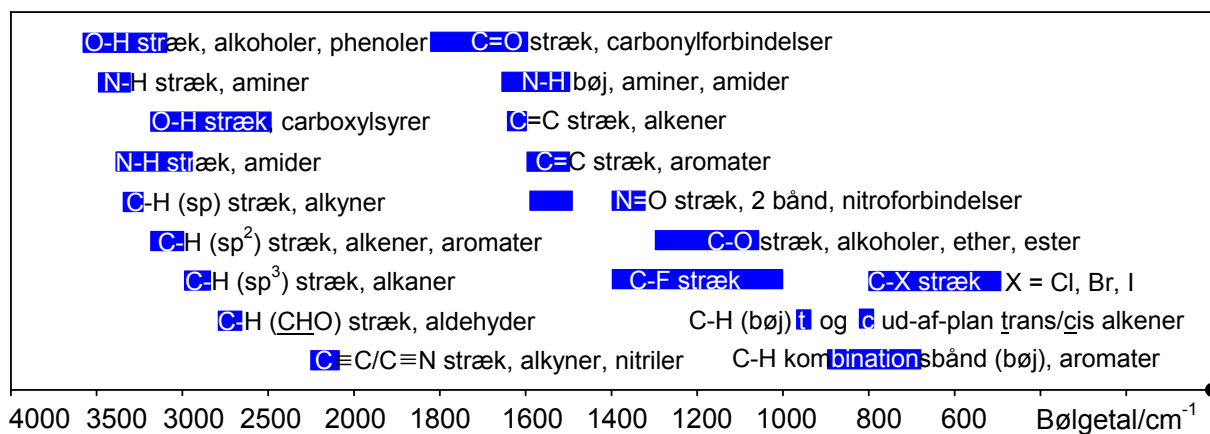 O-H stræk, alkoholer, phenoler C=O stræk, carbonylforbindelser
N-H stræk, aminer N-H bøj, aminer, amider
O-H stræk, carboxylsyrer C=C stræk, alkener
N-H stræk, amider C=C stræk, aromater
C-H (sp) stræk, alkyner N=O stræk, 2 bånd, nitroforbindelser
C-H (sp²) stræk, alkener, aromater C-O stræk, alkoholer, ether, ester
C-H (sp³) stræk, alkaner C-F stræk C-X stræk X = Cl, Br, I
C-H (CHO) stræk, aldehyder C-H (bøj) t og c ud-af-plan trans/cis alkener
C≡C/C≡N stræk, alkyner, nitriler C-H kombinationsbånd (bøj), aromater
4000 3500 3000 2500 2000 1800 1600 1400 1200 1000 800 600 Bølgetal/cm⁻¹